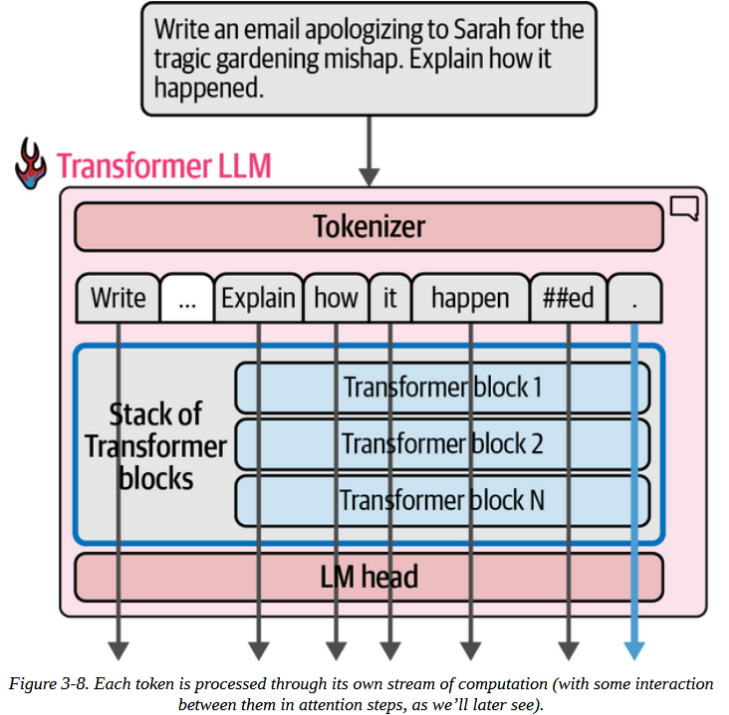 Write an email apologizing to Sarah for the
tragic gardening mishap. Explain how it
happened.
Transformer LLM
Tokenizer
Write ... Explain how it happen ##ed .
Stack of
Transformer
blocks
Transformer block 1
Transformer block 2
Transformer block N
LM head
Figure 3-8. Each token is processed through its own stream of computation (with some interaction
between them in attention steps, as we’ll later see).